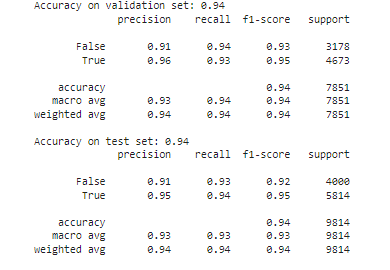 Accuracy on validation set: 0.94
precision recall f1-score support
False 0.91 0.94 0.93 3178
True 0.96 0.93 0.95 4673
accuracy 0.94 7851
macro avg 0.93 0.94 0.94 7851
weighted avg 0.94 0.94 0.94 7851
Accuracy on test set: 0.94
precision recall f1-score support
False 0.91 0.93 0.92 4000
True 0.95 0.94 0.95 5814
accuracy 0.94 9814
macro avg 0.93 0.93 0.93 9814
weighted avg 0.94 0.94 0.94 9814